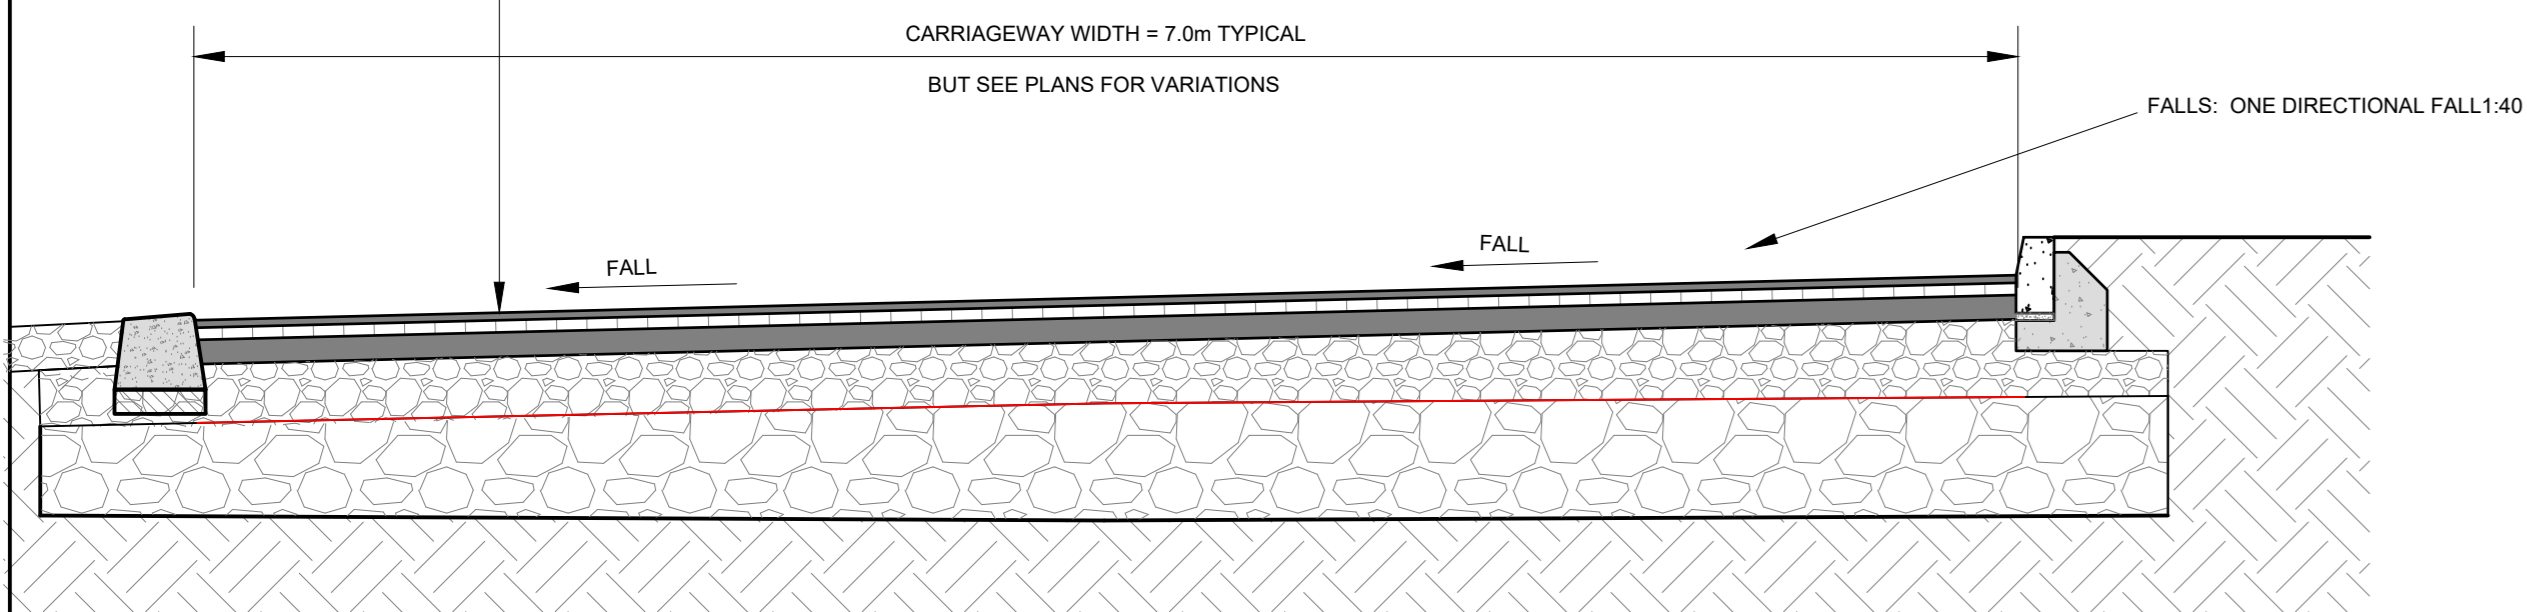 CARRIAGEWAY WIDTH = 7.0m TYPICAL
BUT SEE PLANS FOR VARIATIONS
FALLS: ONE DIRECTIONAL FALL1:40
FALL
FALL